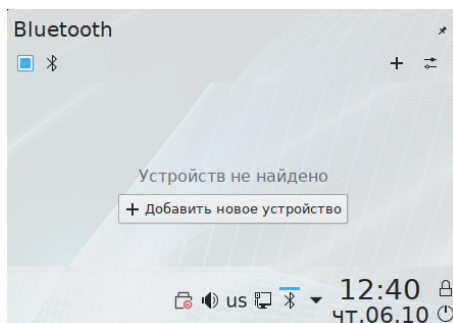 Bluetooth
Устройств не найдено
+ Добавить новое устройство
us
12:40
чт,06.10